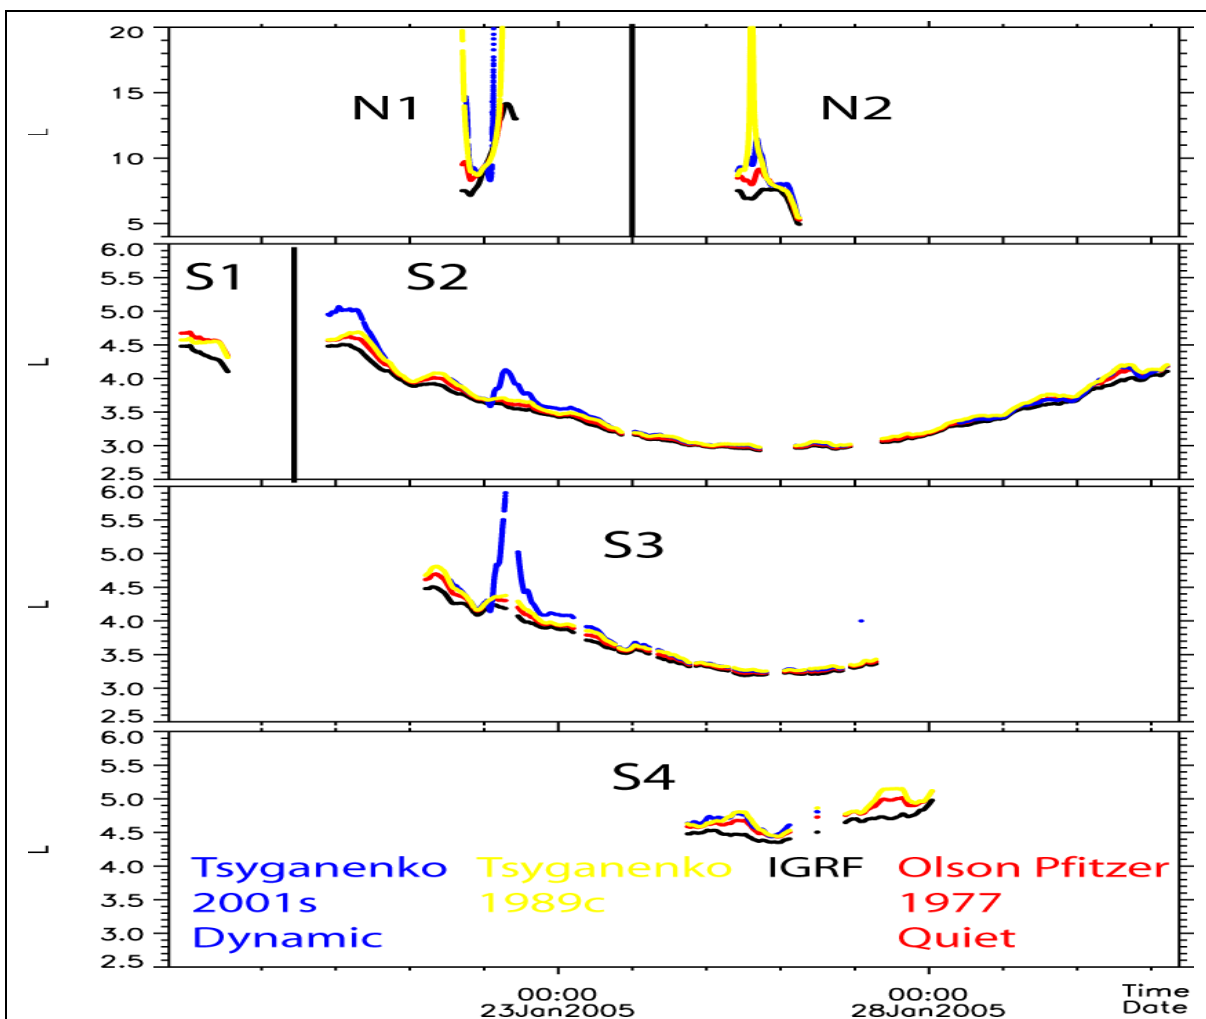 20
15
10
5
L
N1
N2
6.0
5.5
5.0
4.5
4.0
3.5
3.0
2.5
L
S1
S2
6.0
5.5
5.0
4.5
4.0
3.5
3.0
2.5
L
S3
6.0
5.5
5.0
4.5
4.0
3.5
3.0
2.5
L
S4
Tsyganenko
2001s
Dynamic
Tsyganenko
1989c
IGRF
Olson Pfitzer
1977
Quiet
00:00
23Jan2005
00:00
28Jan2005
Time
Date